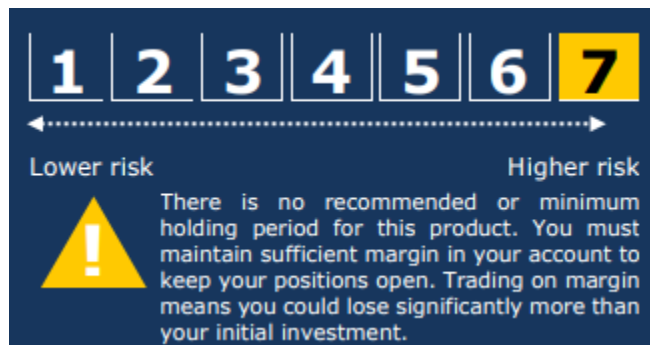 1 2 3 4 5 6 7
Lower risk Higher risk
!
There is no recommended or minimum
holding period for this product. You must
maintain sufficient margin in your account to
keep your positions open. Trading on margin
means you could lose significantly more than
your initial investment.